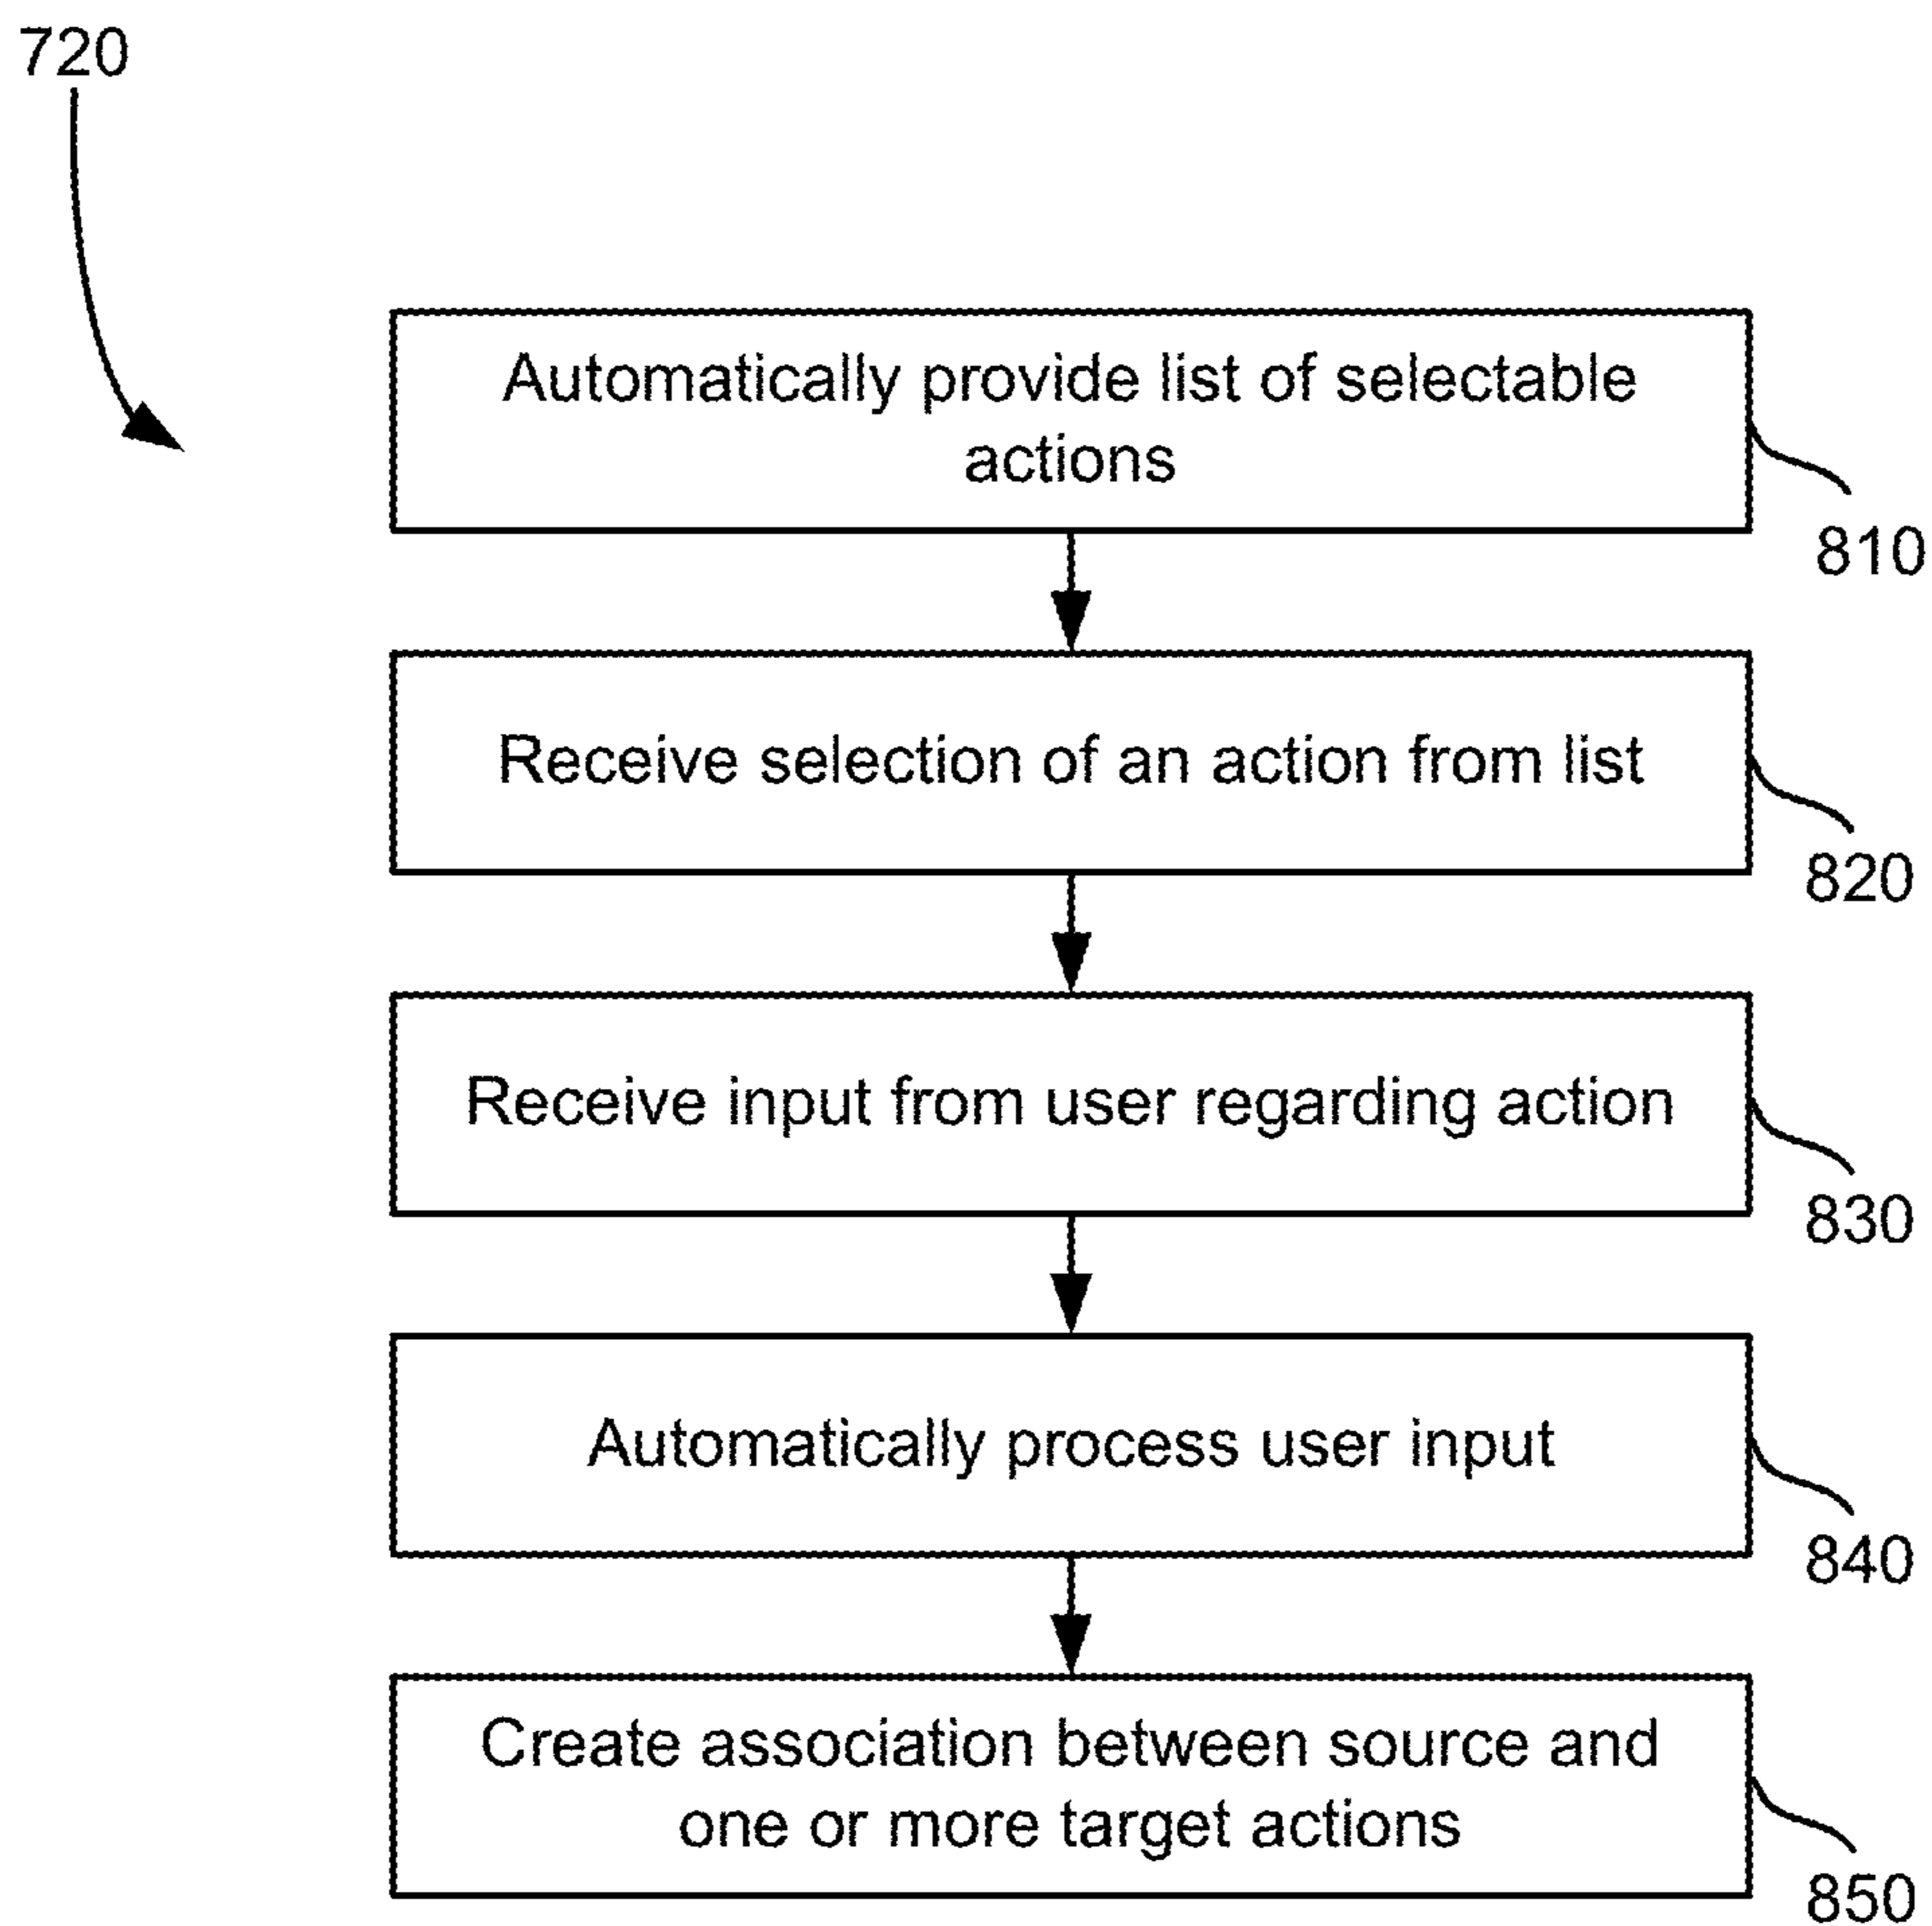 720
Automatically provide list of selectable
actions
810
Receive selection of an action from list
820
Receive input from user regarding action
830
Automatically process user input
840
Create association between source and
one or more target actions
850